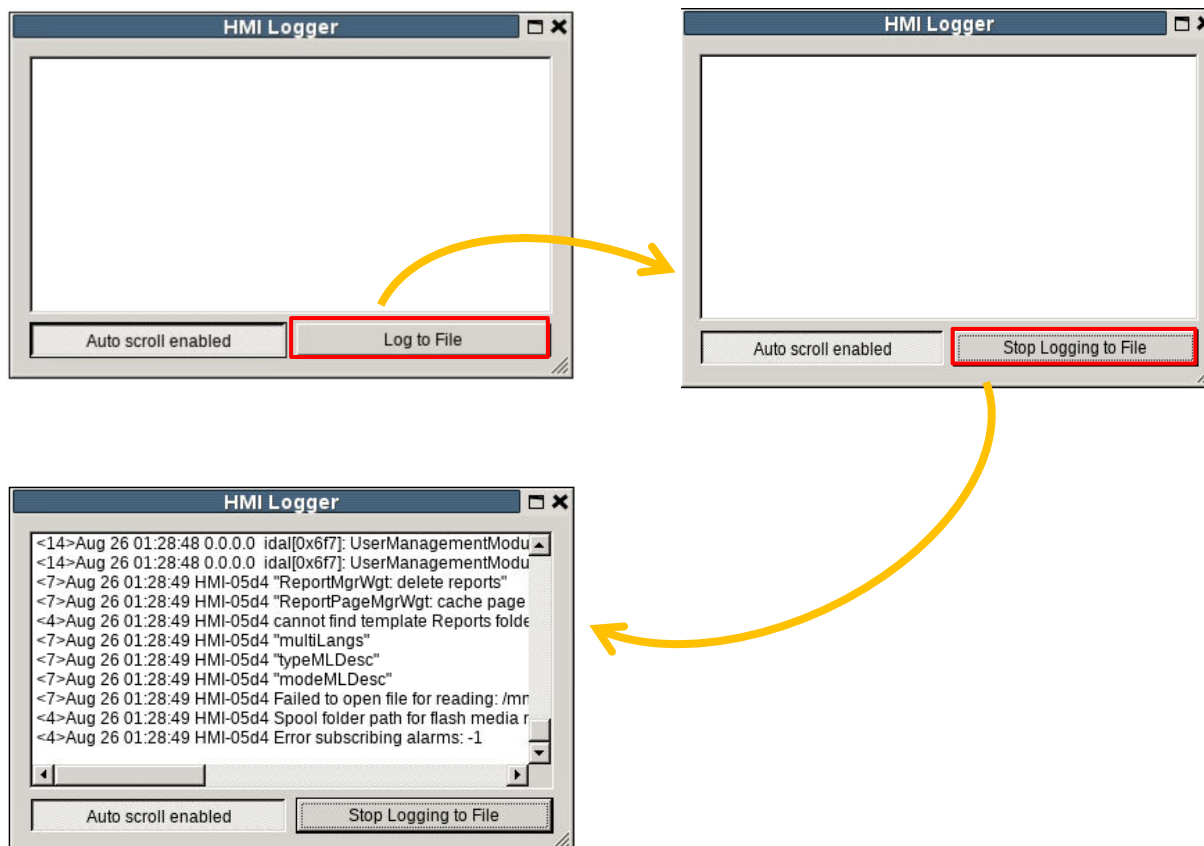 HMI Logger
Auto scroll enabled
Log to File
HMI Logger
Auto scroll enabled
Stop Logging to File
HMI Logger
<14>Aug 26 01:28:48 0.0.0.0  idal[0x6f7]: UserManagementModu
<14>Aug 26 01:28:48 0.0.0.0  idal[0x6f7]: UserManagementModu
<7>Aug 26 01:28:49 HMI-05d4 "ReportMgrWgt: delete reports"
<7>Aug 26 01:28:49 HMI-05d4 "ReportPageMgrWgt: cache page
<4>Aug 26 01:28:49 HMI-05d4 cannot find template Reports folde
<7>Aug 26 01:28:49 HMI-05d4 "multiLangs"
<7>Aug 26 01:28:49 HMI-05d4 "typeMLDesc"
<7>Aug 26 01:28:49 HMI-05d4 "modeMLDesc"
<7>Aug 26 01:28:49 HMI-05d4 Failed to open file for reading: /mn
<4>Aug 26 01:28:49 HMI-05d4 Spool folder path for flash media r
<4>Aug 26 01:28:49 HMI-05d4 Error subscribing alarms: -1
Auto scroll enabled
Stop Logging to File